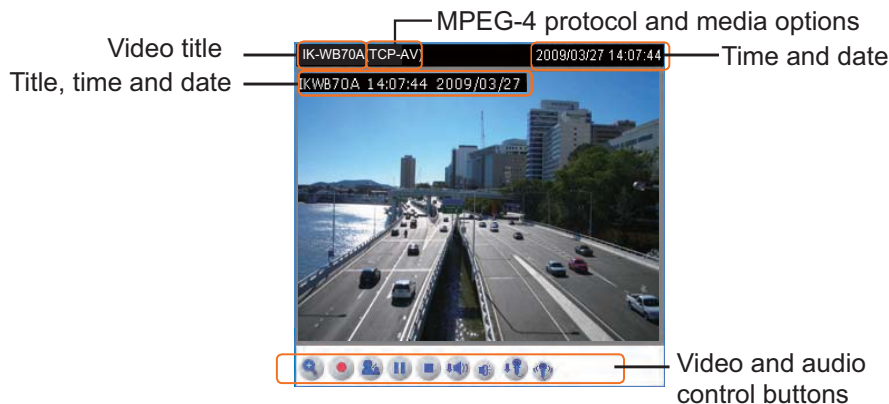 MPEG-4 protocol and media options
Video title
IK-WB70A
(TCP-AV)
2009/03/27 14:07:44
Time and date
Title, time and date
IKWB70A 14:07:44 2009/03/27
Video and audio
control buttons